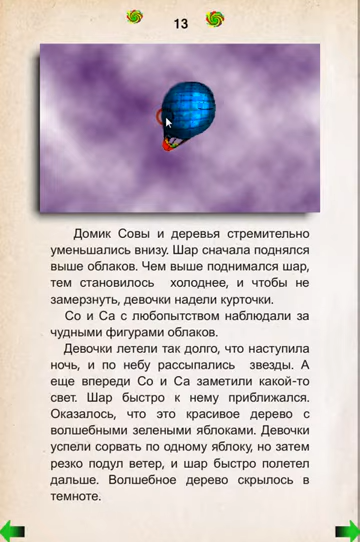 13
Домик Совы и деревья стремительно
уменьшались внизу. Шар сначала поднялся
выше облаков. Чем выше поднимался шар,
тем становилось холоднее, и чтобы не
замерзнуть, девочки надели курточки.
Со и Са с любопытством наблюдали за
чудными фигурами облаков.
Девочки летели так долго, что наступила
ночь, и по небу рассыпались звезды. А
еще впереди Со и Са заметили какой-то
свет. Шар быстро к нему приближался.
Оказалось, что это красивое дерево с
волшебными зелеными яблоками. Девочки
успели сорвать по одному яблоку, но затем
резко подул ветер, и шар быстро полетел
дальше. Волшебное дерево скрылось в
темноте.